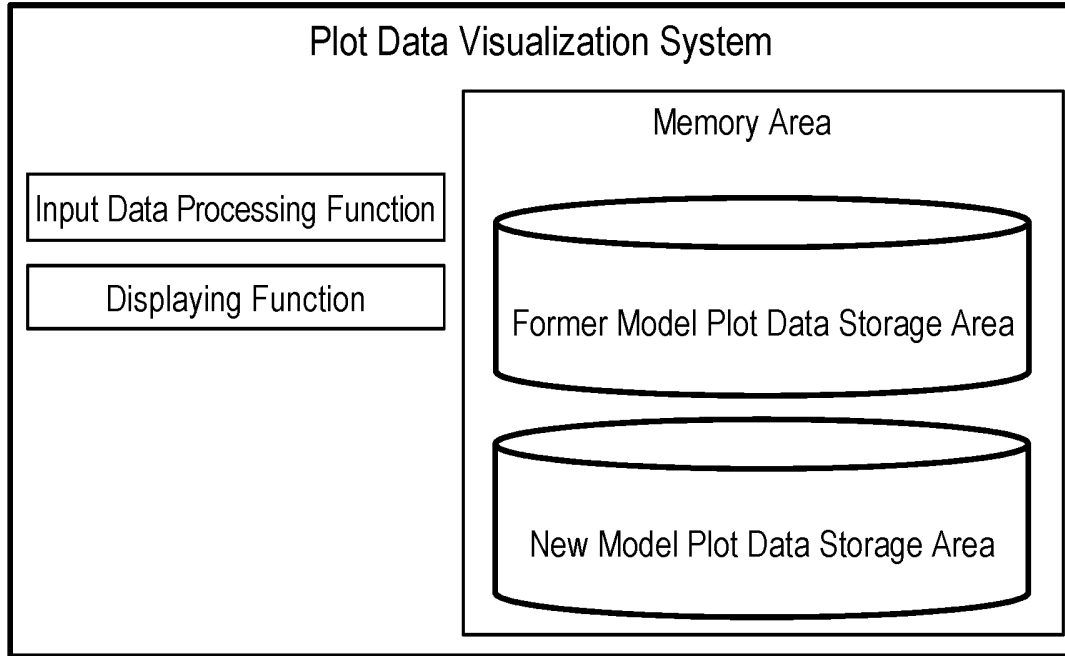 Plot Data Visualization System
Memory Area
Input Data Processing Function
Displaying Function
Former Model Plot Data Storage Area
New Model Plot Data Storage Area